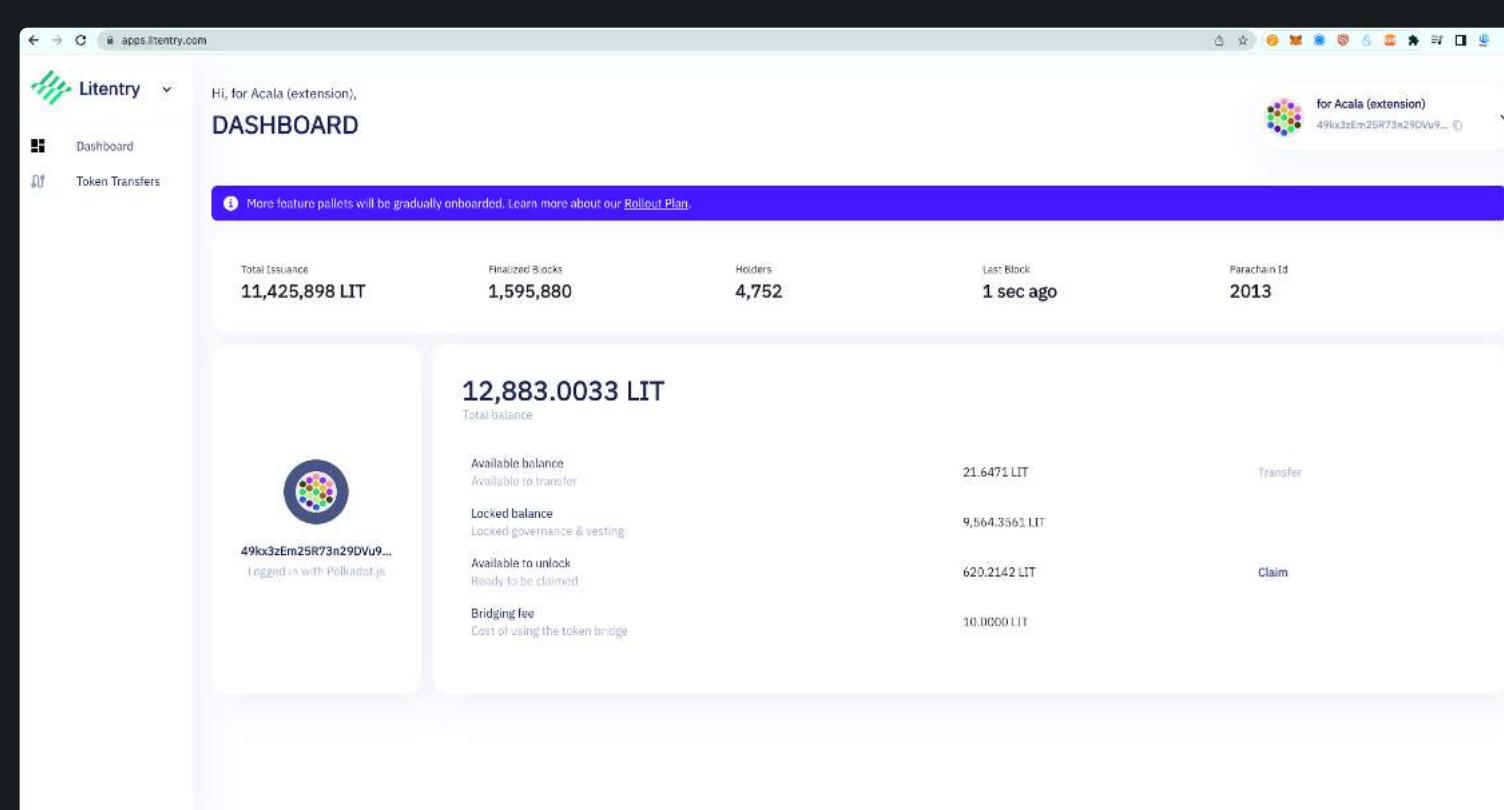 apps.litentry.com
Litentry
Dashboard
Token Transfers
Hi, for Acala (extension),
DASHBOARD
for Acala (extension)
49kx3zEm25R73n29DVu9...
More feature pallets will be gradually onboarded. Learn more about our Rollout Plan.
Total Issuance
11,425,898 LIT
Finalized Blocks
1,595,880
Holders
4,752
Last Block
1 sec ago
Parachain Id
2013
49kx3zEm25R73n29DVu9...
Logged in with Polkadot.js
12,883.0033 LIT
Total balance
Available balance
Available to transfer
21.6471 LIT
Transfer
Locked balance
Locked governance & vesting
9,564.3561 LIT
Available to unlock
Ready to be claimed
620.2142 LIT
Claim
Bridging fee
Cost of using the token bridge
10.0000 LIT